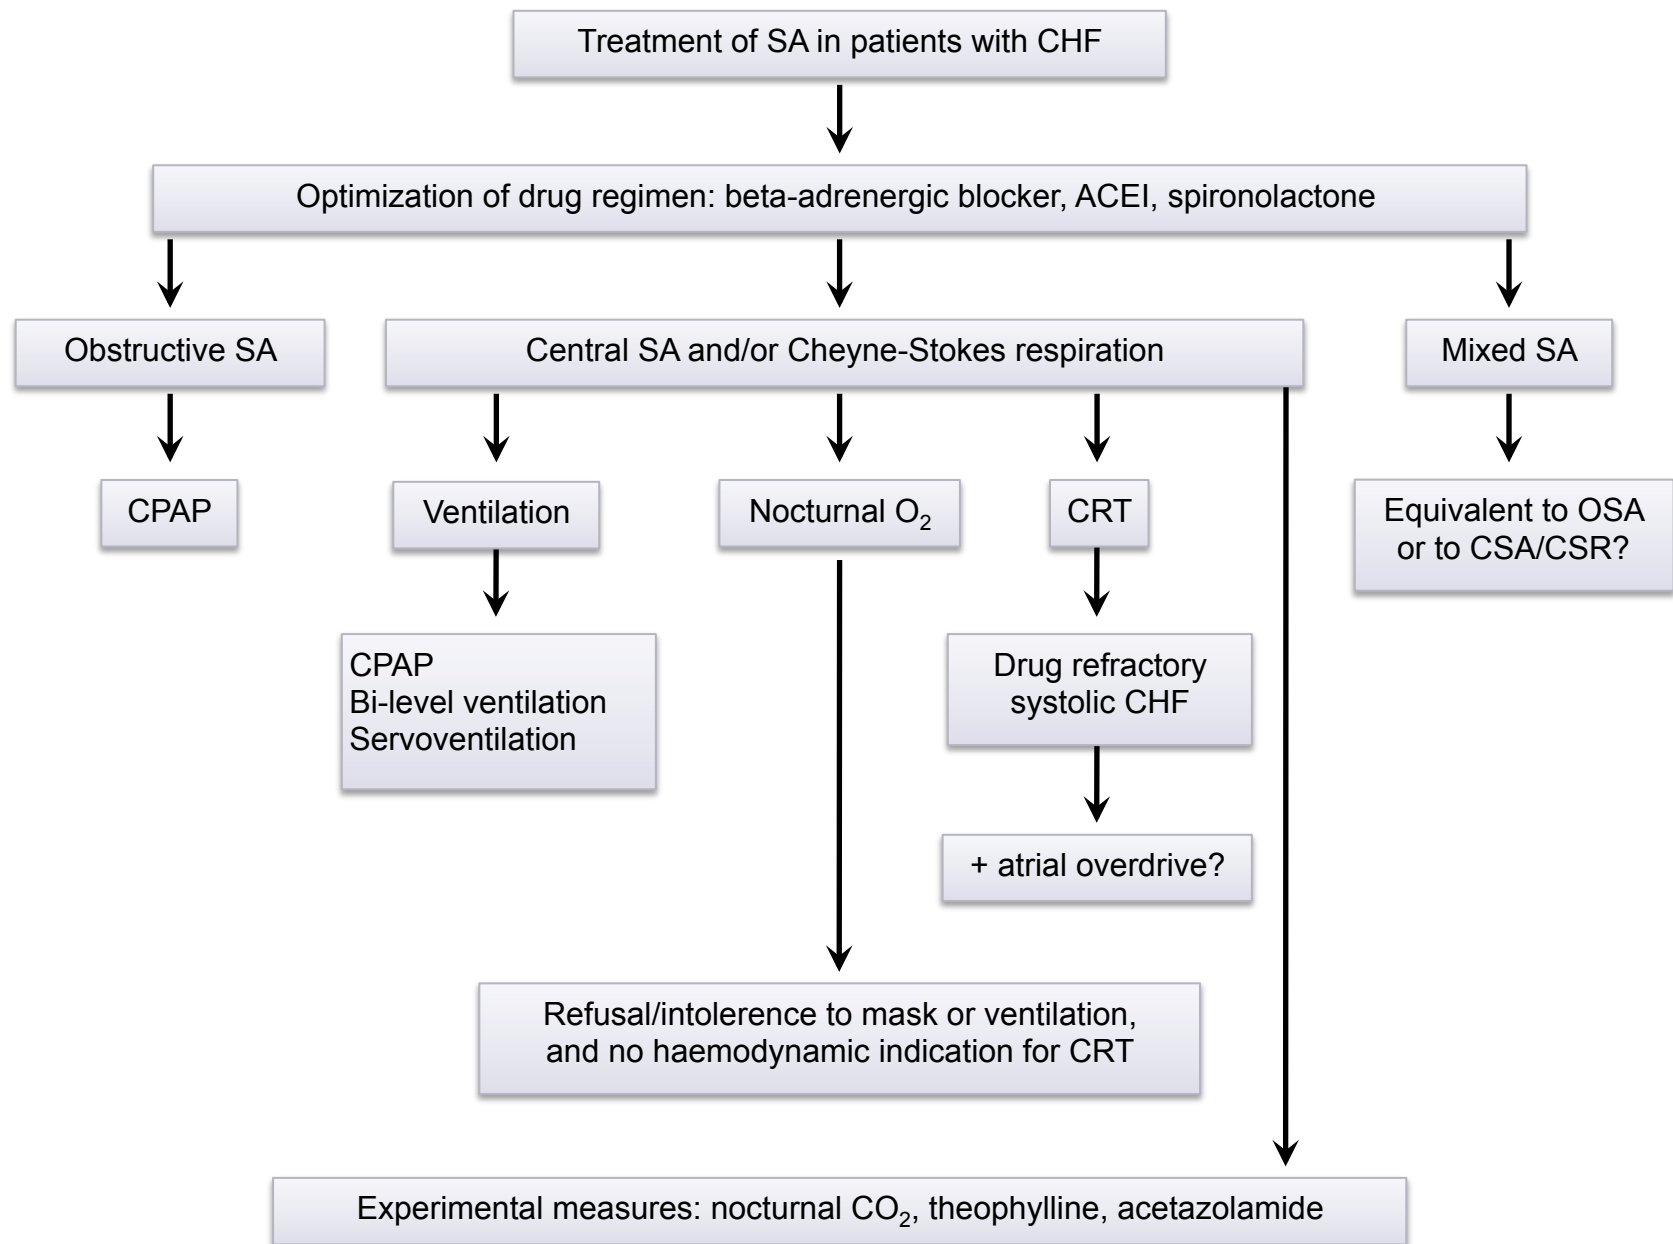 Treatment of SA in patients with CHF
Optimization of drug regimen: beta-adrenergic blocker, ACEI, spironolactone
Obstructive SA
Central SA and/or Cheyne-Stokes respiration
Mixed SA
CPAP
Ventilation
Nocturnal O₂
CRT
Equivalent to OSA
or to CSA/CSR?
CPAP
Bi-level ventilation
Servoventilation
Drug refractory
systolic CHF
+ atrial overdrive?
Refusal/intolerence to mask or ventilation,
and no haemodynamic indication for CRT
Experimental measures: nocturnal CO₂, theophylline, acetazolamide